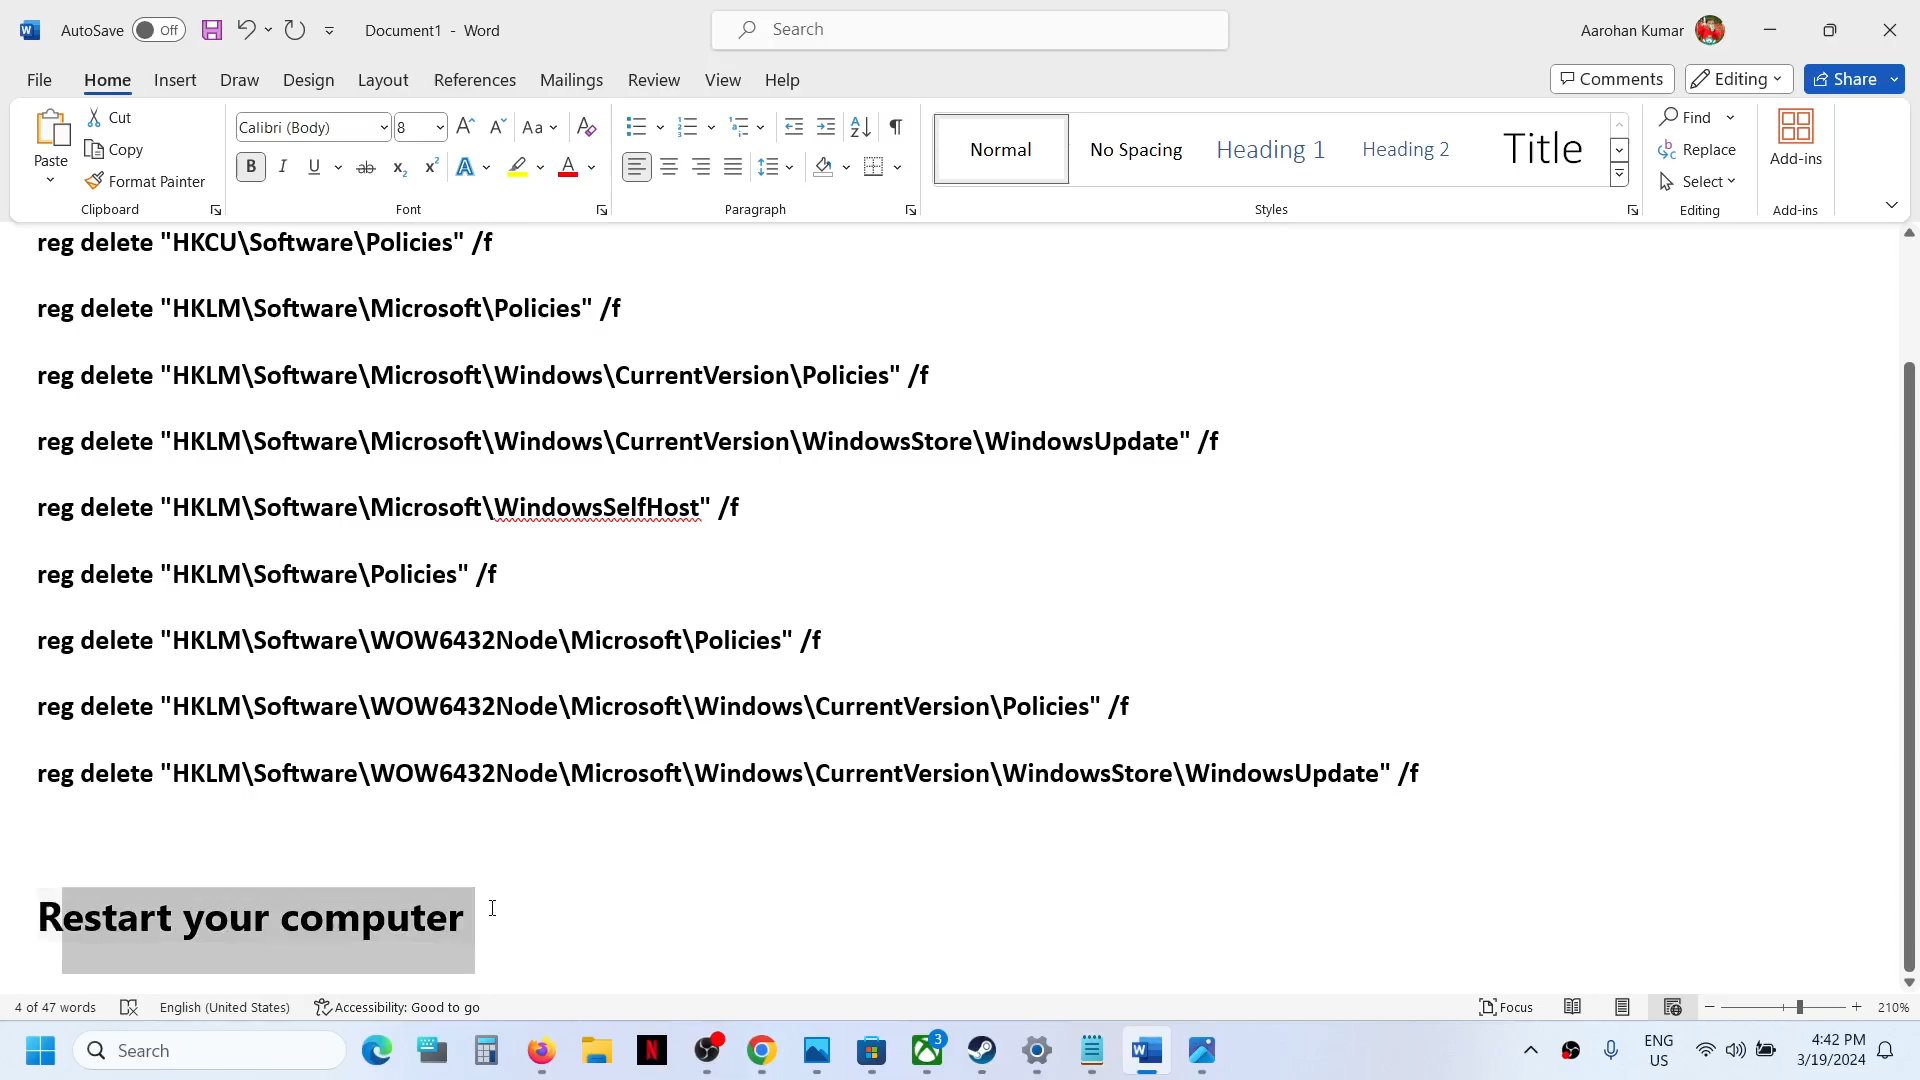 AutoSave Off Document1 - Word Search Aarohan Kumar
File Home Insert Draw Design Layout References Mailings Review View Help Comments Editing Share
Paste Cut Copy Format Painter Clipboard
Calibri (Body) 8 Aa B I U ab Font
Paragraph
Normal No Spacing Heading 1 Heading 2 Title Styles
Find Replace Select Editing
Add-ins Add-ins
reg delete "HKCU\Software\Policies" /f
reg delete "HKLM\Software\Microsoft\Policies" /f
reg delete "HKLM\Software\Microsoft\Windows\CurrentVersion\Policies" /f
reg delete "HKLM\Software\Microsoft\Windows\CurrentVersion\WindowsStore\WindowsUpdate" /f
reg delete "HKLM\Software\Microsoft\WindowsSelfHost" /f
reg delete "HKLM\Software\Policies" /f
reg delete "HKLM\Software\WOW6432Node\Microsoft\Policies" /f
reg delete "HKLM\Software\WOW6432Node\Microsoft\Windows\CurrentVersion\Policies" /f
reg delete "HKLM\Software\WOW6432Node\Microsoft\Windows\CurrentVersion\WindowsStore\WindowsUpdate" /f
Restart your computer
4 of 47 words English (United States) Accessibility: Good to go Focus 210%
Search 3 ENG US 4:42 PM 3/19/2024